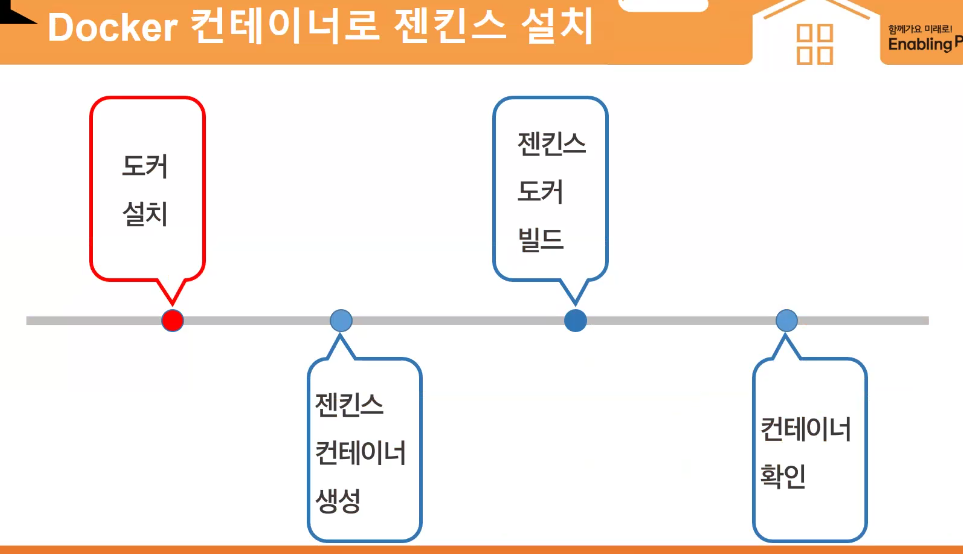 Docker 컨테이너로 젠킨스 설치
함께가요 미래로!
Enabling P
도커
설치
젠킨스
컨테이너
생성
젠킨스
도커
빌드
컨테이너
확인